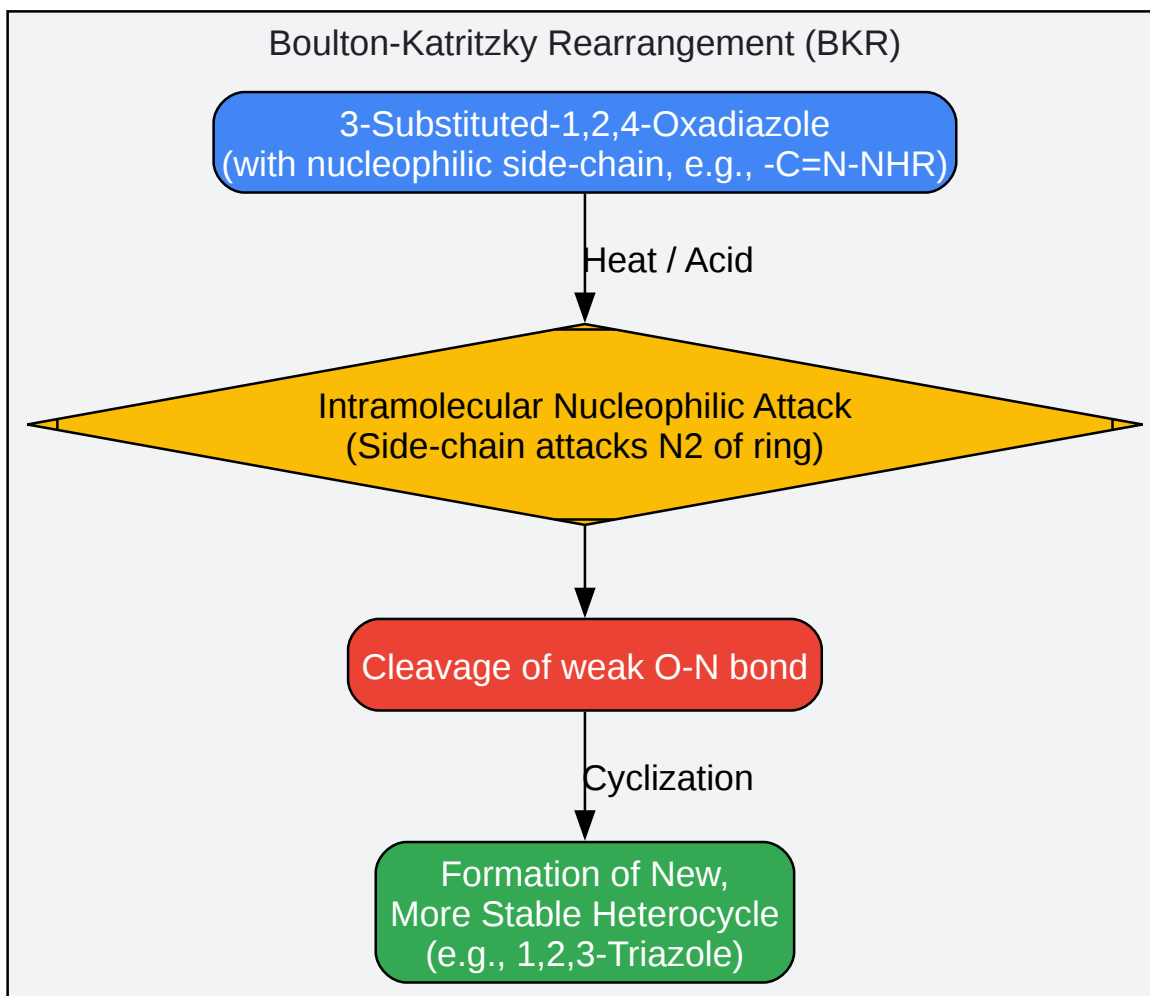 Boulton-Katritzky Rearrangement (BKR)
3-Substituted-1,2,4-Oxadiazole
(with nucleophilic side-chain, e.g., -C=N-NHR)
Heat / Acid
Intramolecular Nucleophilic Attack
(Side-chain attacks N2 of ring)
Cleavage of weak O-N bond
Cyclization
Formation of New,
More Stable Heterocycle
(e.g., 1,2,3-Triazole)